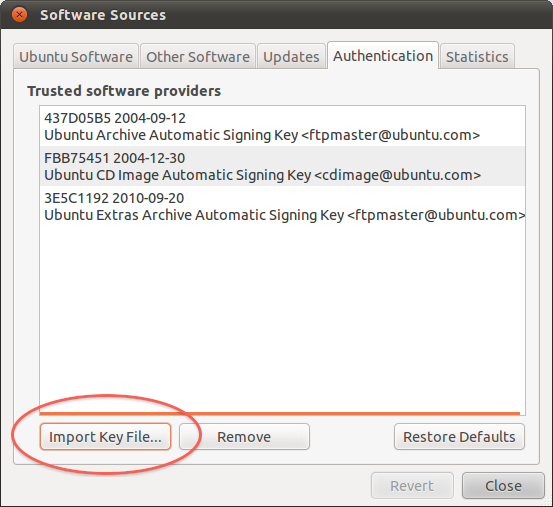 Software Sources
Ubuntu Software Other Software Updates Authentication Statistics
Trusted software providers
437D05B5 2004-09-12
Ubuntu Archive Automatic Signing Key <ftpmaster@ubuntu.com>
FBB75451 2004-12-30
Ubuntu CD Image Automatic Signing Key <cdimage@ubuntu.com>
3E5C1192 2010-09-20
Ubuntu Extras Archive Automatic Signing Key <ftpmaster@ubuntu.com>
Import Key File... Remove Restore Defaults
Revert Close